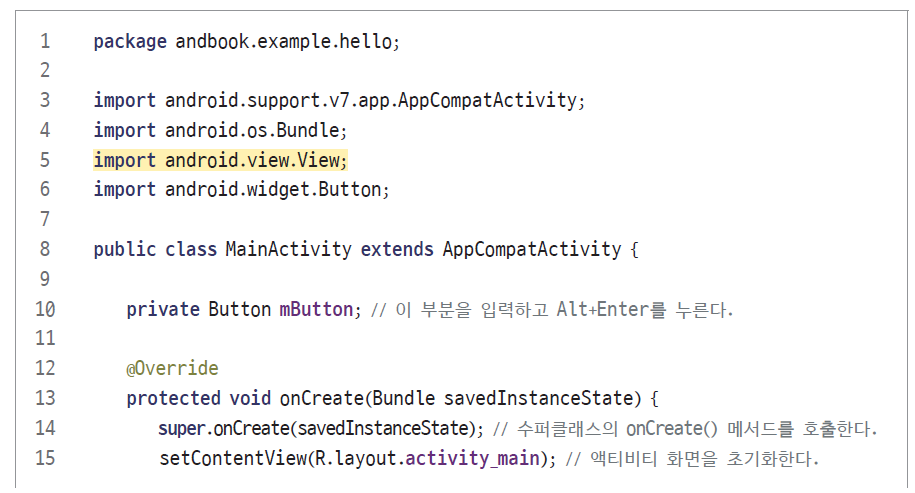 1 package andbook.example.hello;
2
3 import android.support.v7.app.AppCompatActivity;
4 import android.os.Bundle;
5 import android.view.View;
6 import android.widget.Button;
7
8 public class MainActivity extends AppCompatActivity {
9
10 private Button mButton; // 이 부분을 입력하고 Alt+Enter를 누른다.
11
12 @Override
13 protected void onCreate(Bundle savedInstanceState) {
14 super.onCreate(savedInstanceState); // 수퍼클래스의 onCreate() 메서드를 호출한다.
15 setContentView(R.layout.activity_main); // 액티비티 화면을 초기화한다.